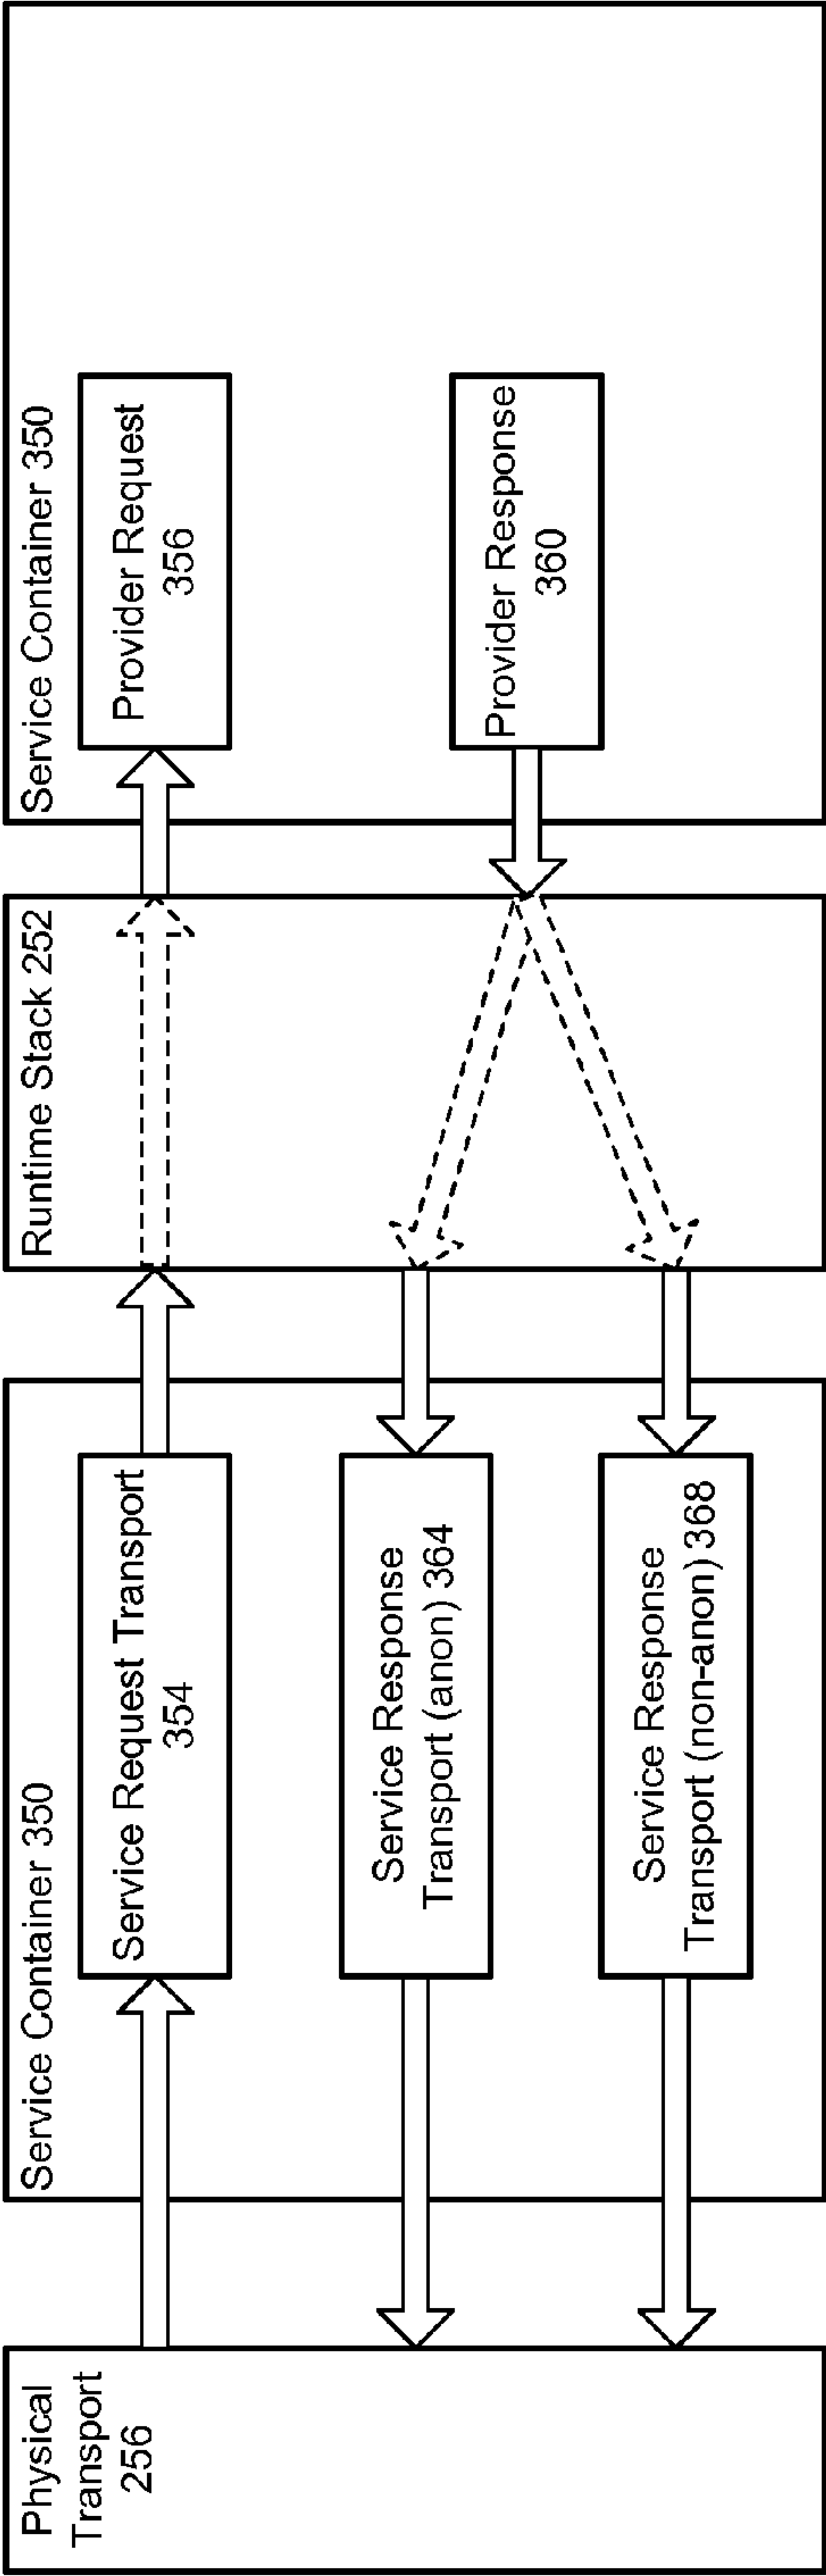 Physical
Transport
256
Service Container 350
Service Request Transport
354
Service Response
Transport (anon) 364
Service Response
Transport (non-anon) 368
Runtime Stack 252
Service Container 350
Provider Request
356
Provider Response
360